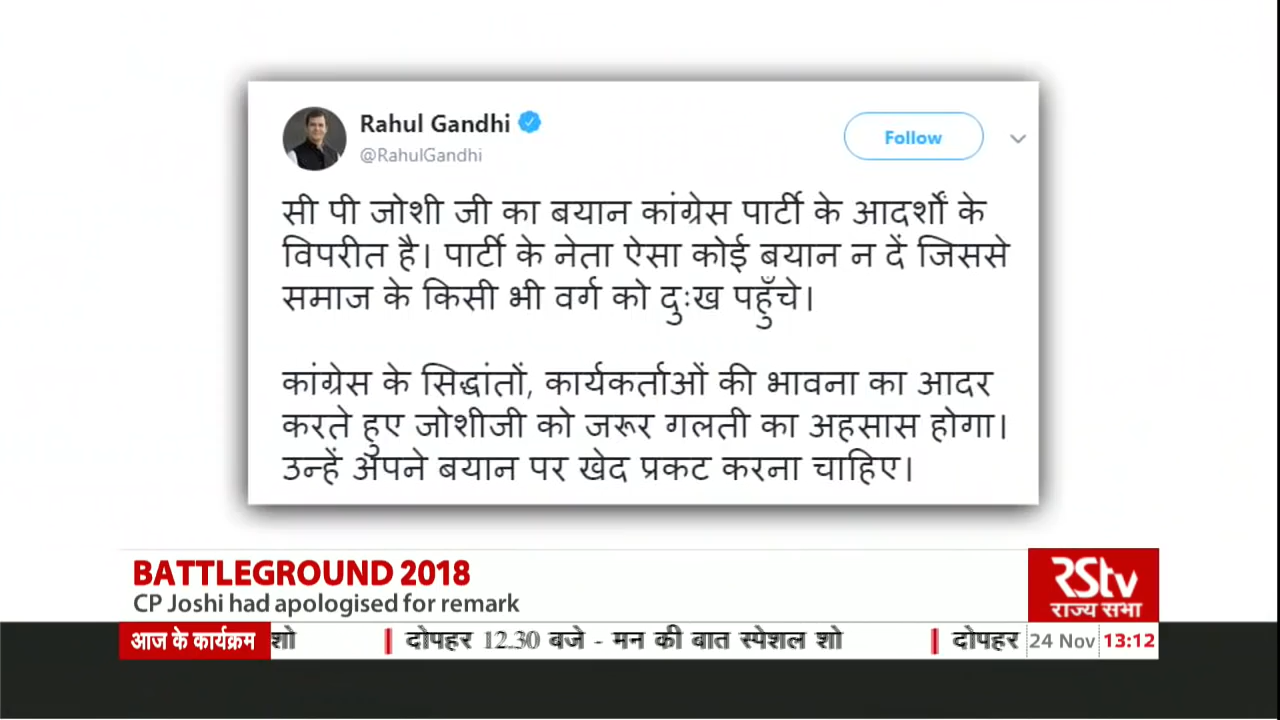 Rahul Gandhi
@RahulGandhi
Follow
सी पी जोशी जी का बयान कांग्रेस पार्टी के आदर्शों के
विपरीत है। पार्टी के नेता ऐसा कोई बयान न दें जिससे
समाज के किसी भी वर्ग को दुःख पहुँचे।
कांग्रेस के सिद्धांतों, कार्यकर्ताओं की भावना का आदर
करते हुए जोशीजी को जरूर गलती का अहसास होगा।
उन्हें अपने बयान पर खेद प्रकट करना चाहिए।
BATTLEGROUND 2018
CP Joshi had apologised for remark
RStv
राज्य सभा
आज के कार्यक्रम शो | दोपहर 12.30 बजे - मन की बात स्पेशल शो | दोपहर 24 Nov 13:12